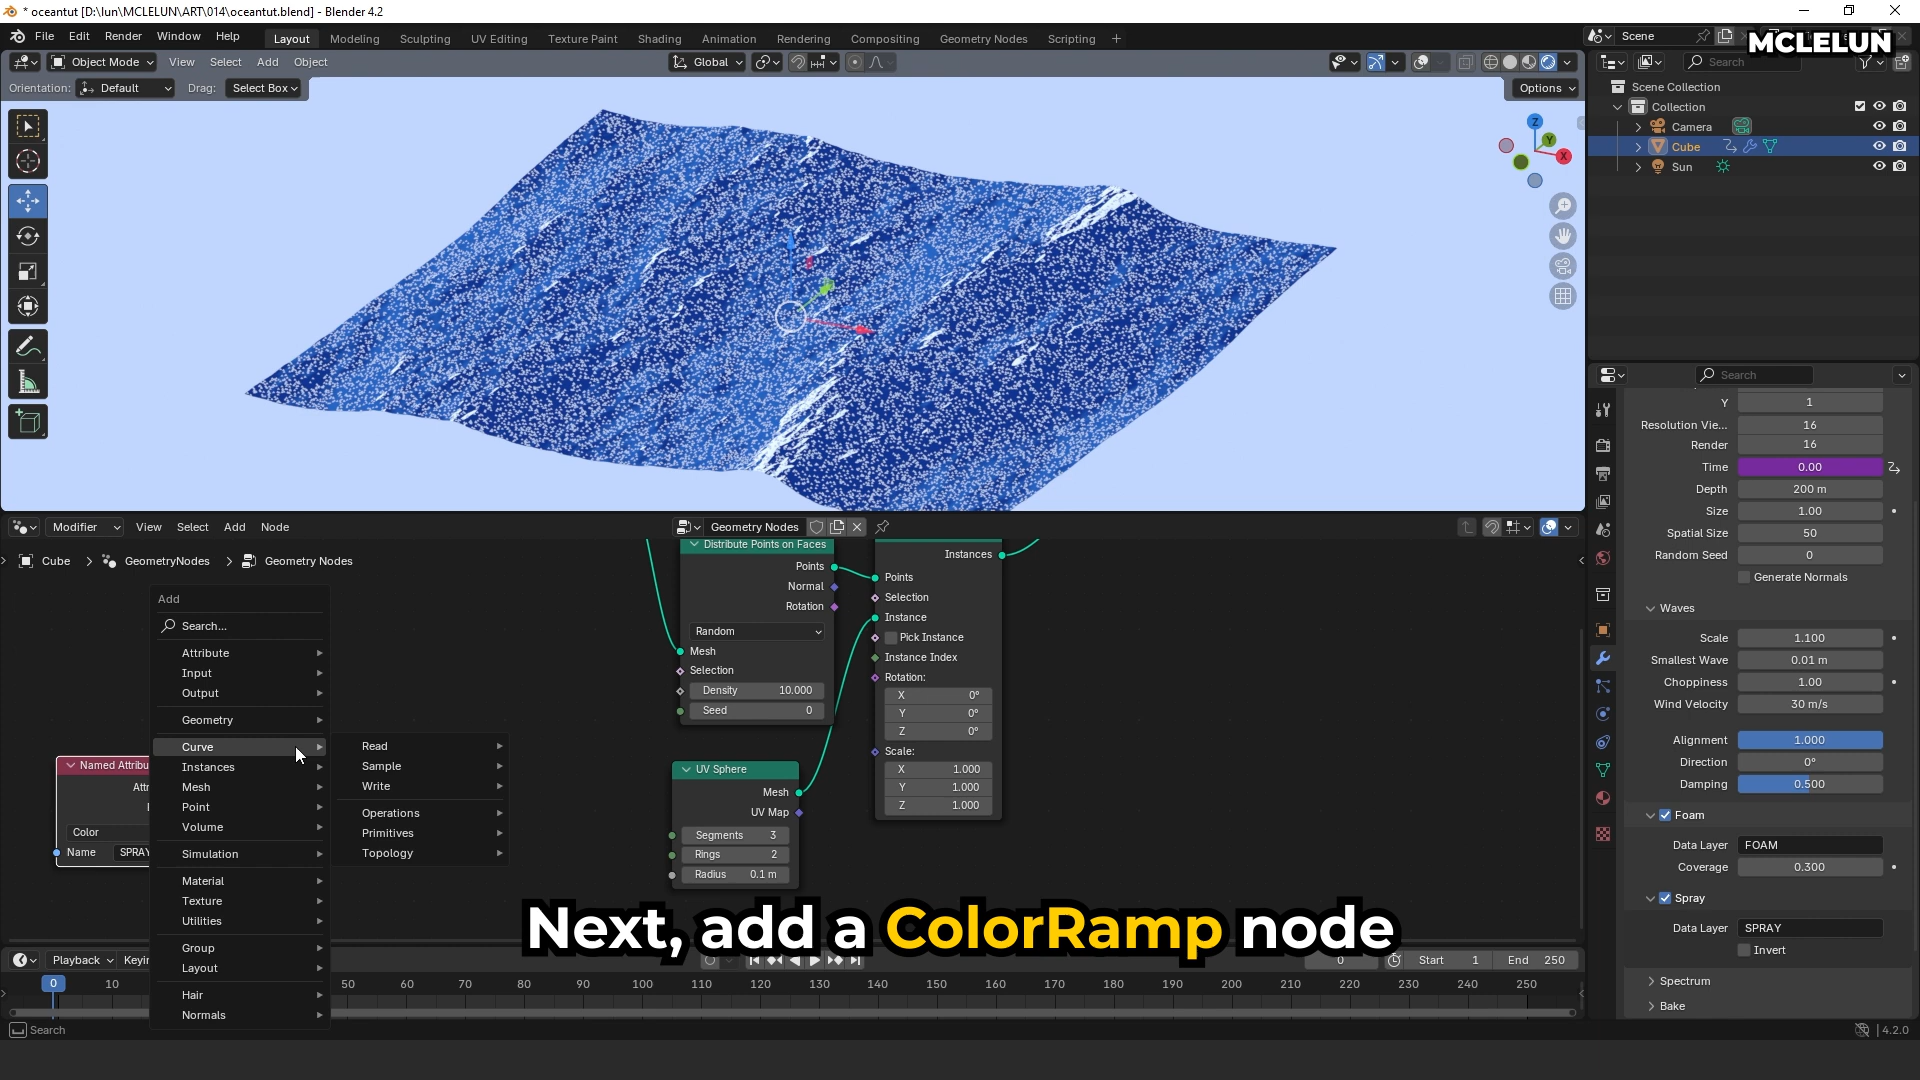 * oceantut [D:\lun\MCLELUN\ART\014\oceantut.blend] - Blender 4.2
File Edit Render Window Help
Layout Modeling Sculpting UV Editing Texture Paint Shading Animation Rendering Compositing Geometry Nodes Scripting +
Scene
MCLELUN
Object Mode View Select Add Object
Global
Search
Orientation: Default Drag: Select Box
Options
Scene Collection
Collection
Camera
Cube
Sun
Z
Y
X
Search
Y 1
Resolution Vie... 16
Render 16
Time 0.00
Depth 200 m
Size 1.00
Spatial Size 50
Random Seed 0
Generate Normals
Waves
Scale 1.100
Smallest Wave 0.01 m
Choppiness 1.00
Wind Velocity 30 m/s
Alignment 1.000
Direction 0°
Damping 0.500
Foam
Data Layer FOAM
Coverage 0.300
Spray
Data Layer SPRAY
Invert
Spectrum
Bake
Modifier View Select Add Node
Geometry Nodes
Cube > GeometryNodes > Geometry Nodes
Add
Search...
Attribute
Input
Output
Geometry
Curve
Instances
Mesh
Point
Volume
Simulation
Material
Texture
Utilities
Group
Layout
Hair
Normals
Read
Sample
Write
Operations
Primitives
Topology
Named Attribu
Attr
Color
Name SPRAY
Distribute Points on Faces
Points
Normal
Rotation
Random
Mesh
Selection
Density 10.000
Seed 0
UV Sphere
Mesh
UV Map
Segments 3
Rings 2
Radius 0.1 m
Instances
Points
Selection
Instance
Pick Instance
Instance Index
Rotation:
X 0°
Y 0°
Z 0°
Scale:
X 1.000
Y 1.000
Z 1.000
Next, add a ColorRamp node
Playback Keyin
0 Start 1 End 250
0 10 50 60 70 80 90 100 110 120 130 140 150 160 170 180 190 200 210 220 230 240 250
Search
4.2.0